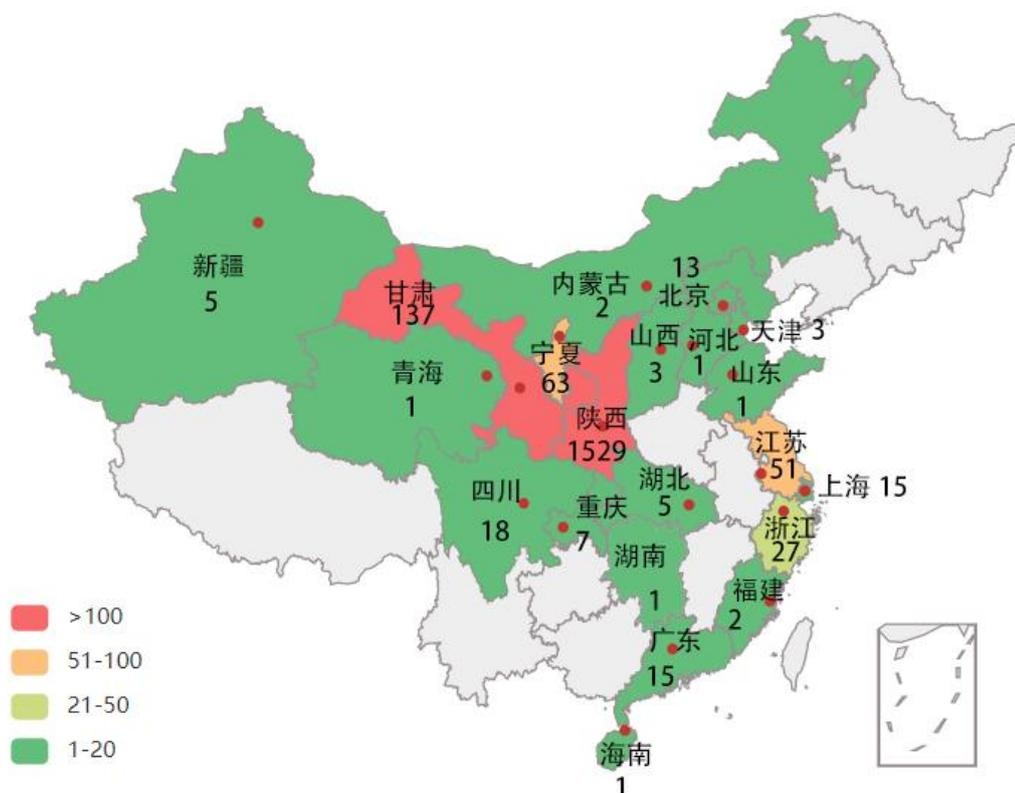 新疆
5
甘肃
137
青海
1
内蒙古
2
13
北京
天津 3
山西
3
河北
1
山东
1
宁夏
63
陕西
1529
江苏
51
上海 15
浙江
27
四川
18
重庆
7
湖北
5
湖南
1
福建
2
广东
15
海南
1
>100
51-100
21-50
1-20